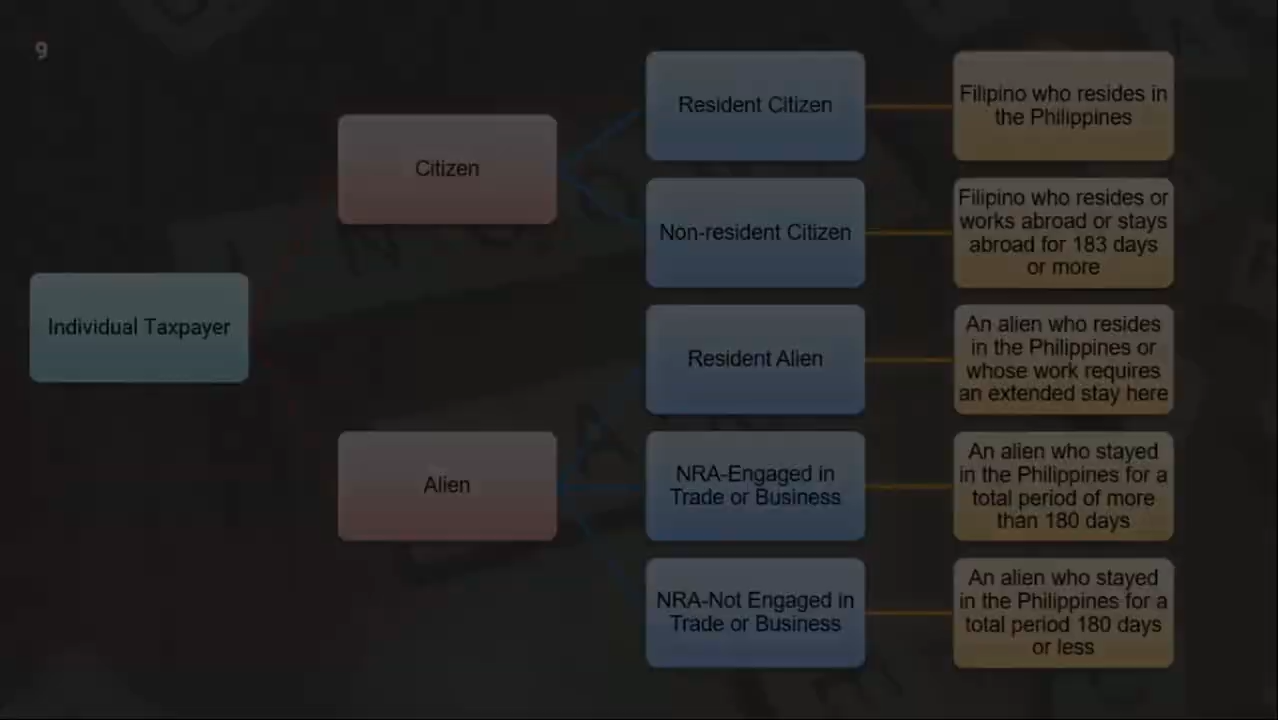 9
Individual Taxpayer
Citizen
Resident Citizen
Filipino who resides in
the Philippines
Non-resident Citizen
Filipino who resides or
works abroad or stays
abroad for 183 days
or more
Alien
Resident Alien
An alien who resides
in the Philippines or
whose work requires
an extended stay here
NRA-Engaged in
Trade or Business
An alien who stayed
in the Philippines for a
total period of more
than 180 days
NRA-Not Engaged in
Trade or Business
An alien who stayed
in the Philippines for a
total period 180 days
or less